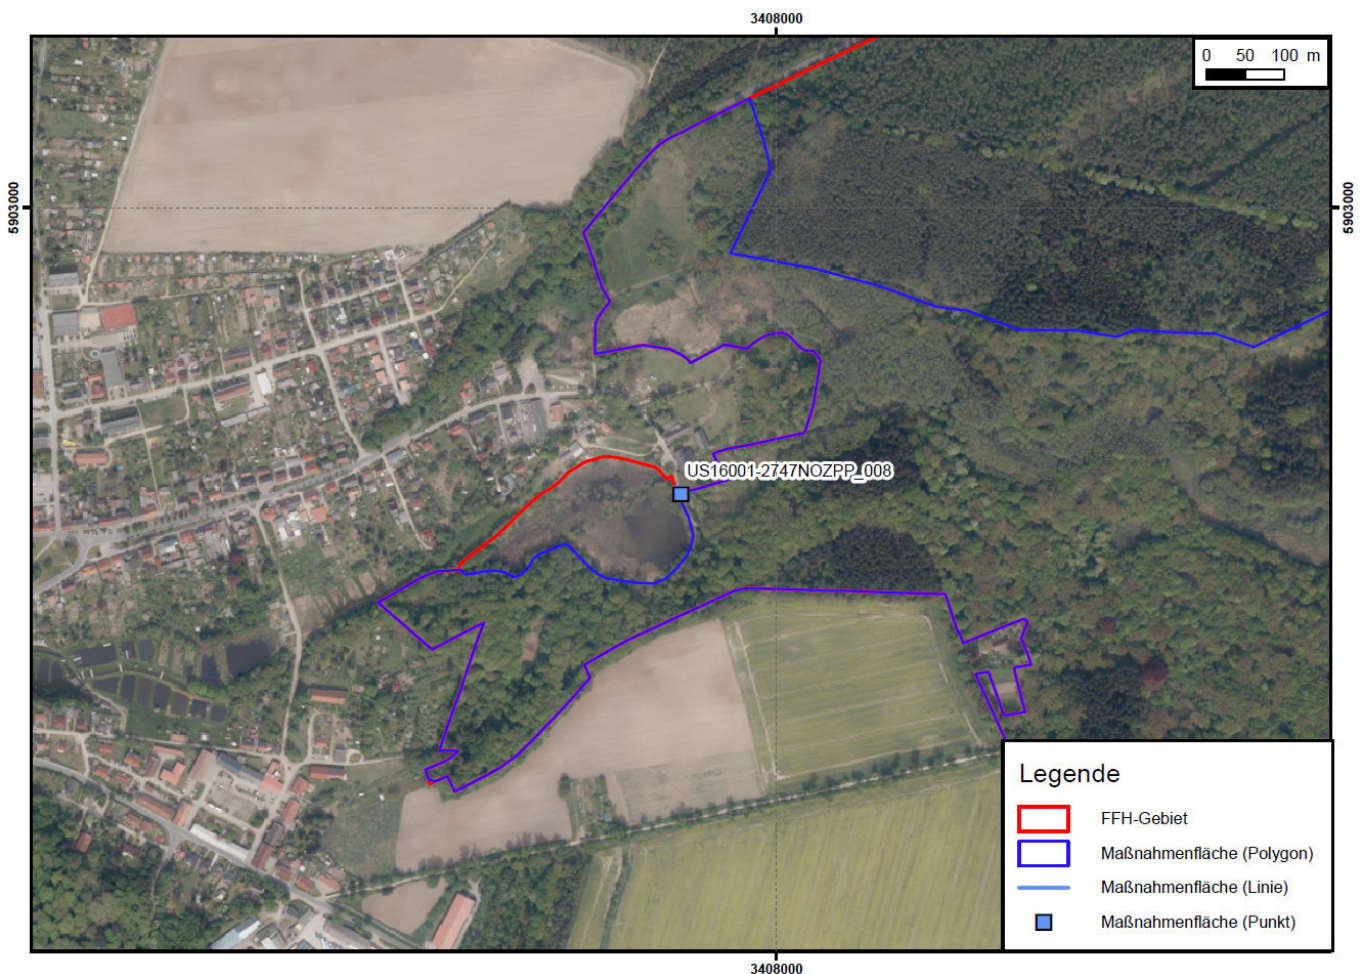 3408000
0 50 100 m
5903000
5903000
US16001-2747NOZPP_008
Legende
FFH-Gebiet
Maßnahmenfläche (Polygon)
Maßnahmenfläche (Linie)
Maßnahmenfläche (Punkt)
3408000